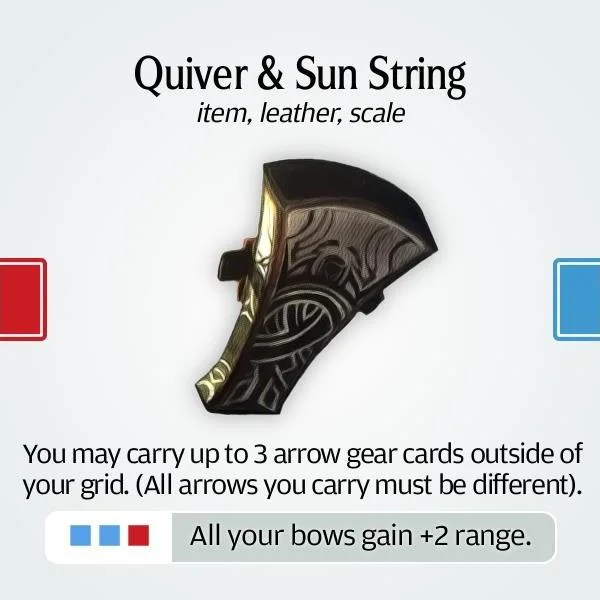 Quiver & Sun String
item, leather, scale
You may carry up to 3 arrow gear cards outside of
your grid. (All arrows you carry must be different).
All your bows gain +2 range.